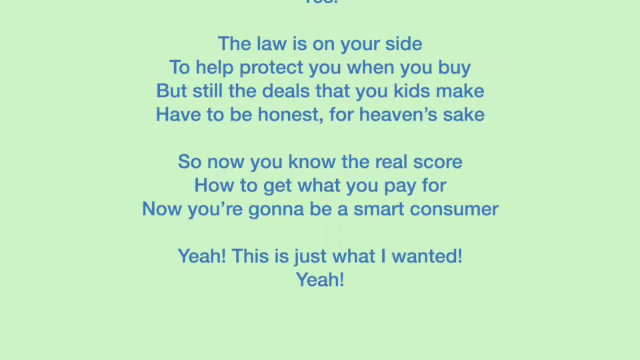 Yes!
The law is on your side
To help protect you when you buy
But still the deals that you kids make
Have to be honest, for heaven’s sake
So now you know the real score
How to get what you pay for
Now you’re gonna be a smart consumer
Yeah! This is just what I wanted!
Yeah!